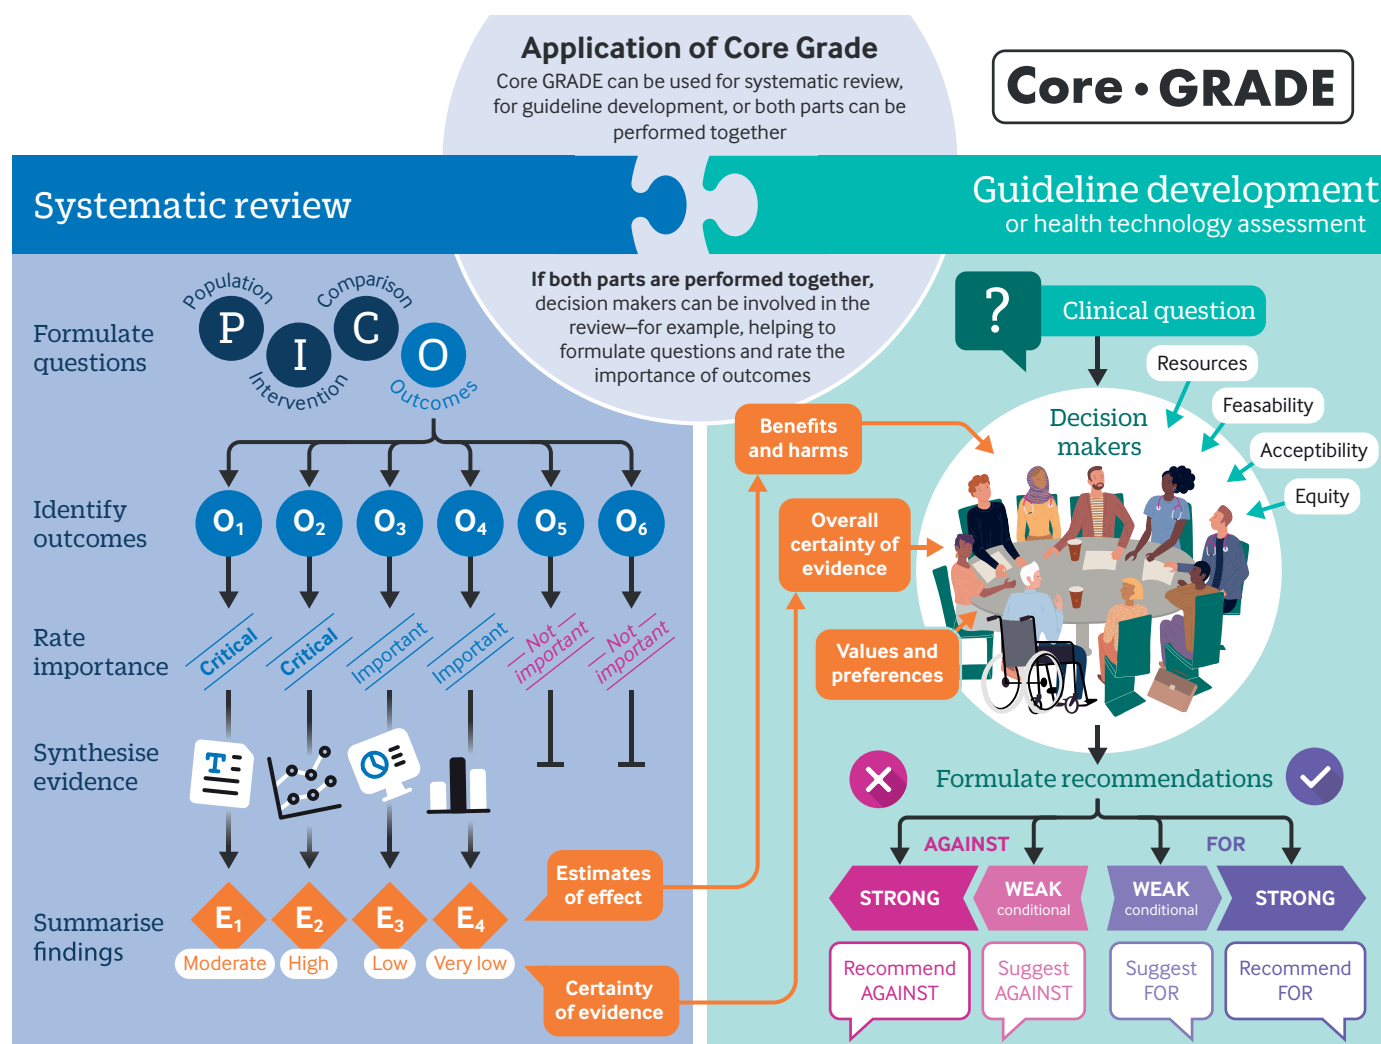 Application of Core Grade
Core GRADE can be used for systematic review,
for guideline development, or both parts can be
performed together
Core • GRADE
Systematic review
Guideline development
or health technology assessment
If both parts are performed together,
decision makers can be involved in the
review—for example, helping to
formulate questions and rate the
importance of outcomes
Formulate
questions
Population
P
Intervention
I
Comparison
C
Outcomes
O
Identify
outcomes
O1
O2
O3
O4
O5
O6
Rate
importance
Critical
Critical
Important
Important
Not
important
Not
important
Synthesise
evidence
T
Summarise
findings
E1
E2
E3
E4
Moderate
High
Low
Very low
Estimates
of effect
Certainty
of evidence
Benefits
and harms
Overall
certainty of
evidence
Values and
preferences
?
Clinical question
Resources
Feasability
Acceptibility
Equity
Decision
makers
Formulate recommendations
AGAINST
FOR
STRONG
WEAK
conditional
WEAK
conditional
STRONG
Recommend
AGAINST
Suggest
AGAINST
Suggest
FOR
Recommend
FOR